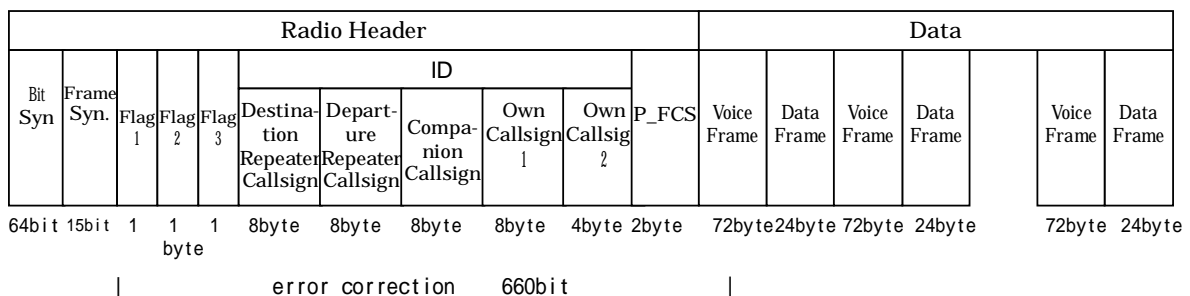 Radio Header Data
ID
Bit Syn
Frame Syn.
Flag 1
Flag 2
Flag 3
Destina-tion Repeater Callsign
Depart-ure Repeater Callsign
Compa-nion Callsign
Own Callsign 1
Own Callsig 2
P_FCS
Voice Frame
Data Frame
Voice Frame
Data Frame
Voice Frame
Data Frame
64bit 15bit 1 1 1 8byte 8byte 8byte 8byte 4byte 2byte 72byte 24byte 72byte 24byte 72byte 24byte
byte
error correction 660bit